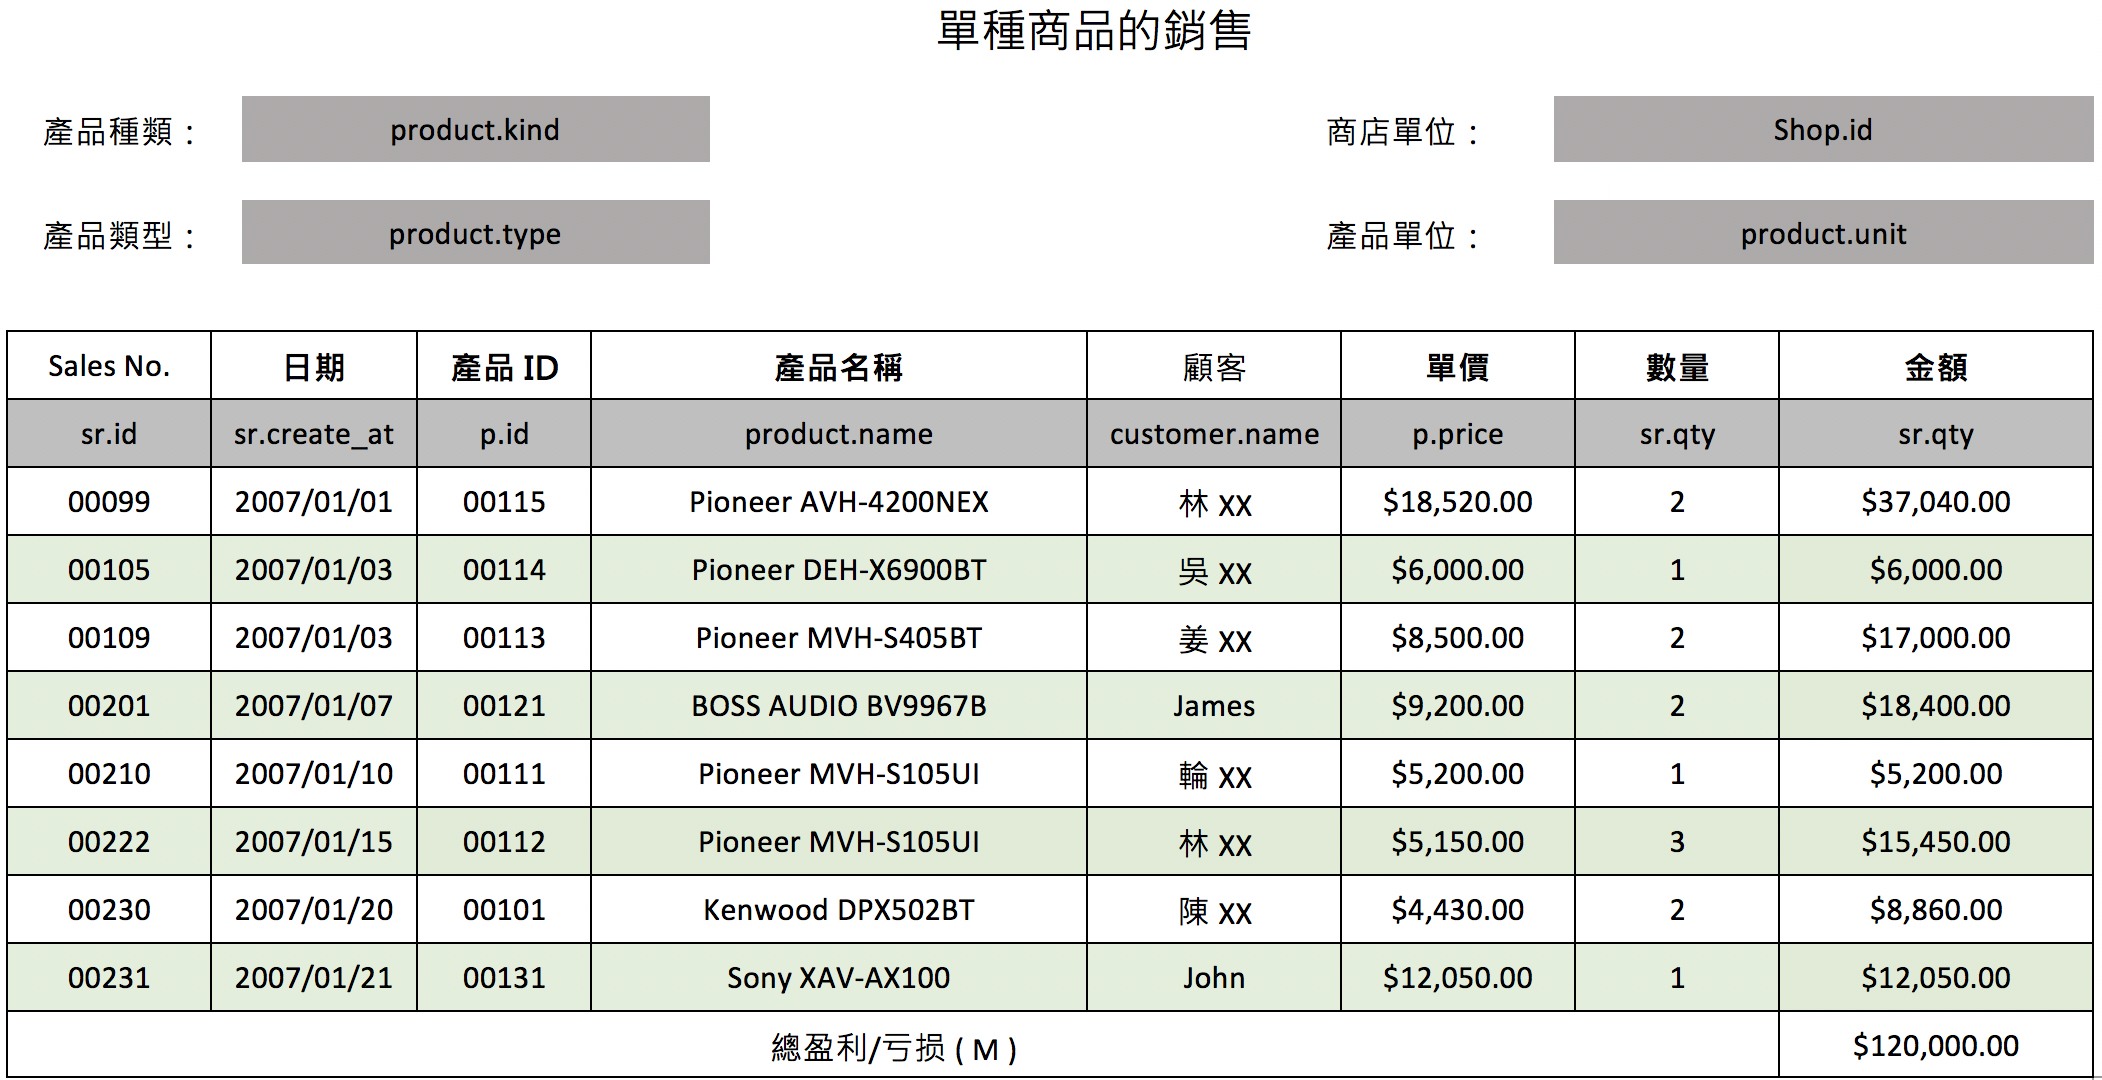 單種商品的銷售
產品種類： product.kind 商店單位： Shop.id
產品類型： product.type 產品單位： product.unit
Sales No. 日期 產品 ID 產品名稱 顧客 單價 數量 金額
sr.id sr.create_at p.id product.name customer.name p.price sr.qty sr.qty
00099 2007/01/01 00115 Pioneer AVH-4200NEX 林 XX $18,520.00 2 $37,040.00
00105 2007/01/03 00114 Pioneer DEH-X6900BT 吳 XX $6,000.00 1 $6,000.00
00109 2007/01/03 00113 Pioneer MVH-S405BT 姜 XX $8,500.00 2 $17,000.00
00201 2007/01/07 00121 BOSS AUDIO BV9967B James $9,200.00 2 $18,400.00
00210 2007/01/10 00111 Pioneer MVH-S105UI 輪 XX $5,200.00 1 $5,200.00
00222 2007/01/15 00112 Pioneer MVH-S105UI 林 XX $5,150.00 3 $15,450.00
00230 2007/01/20 00101 Kenwood DPX502BT 陳 XX $4,430.00 2 $8,860.00
00231 2007/01/21 00131 Sony XAV-AX100 John $12,050.00 1 $12,050.00
總盈利/亏损 ( M ) $120,000.00